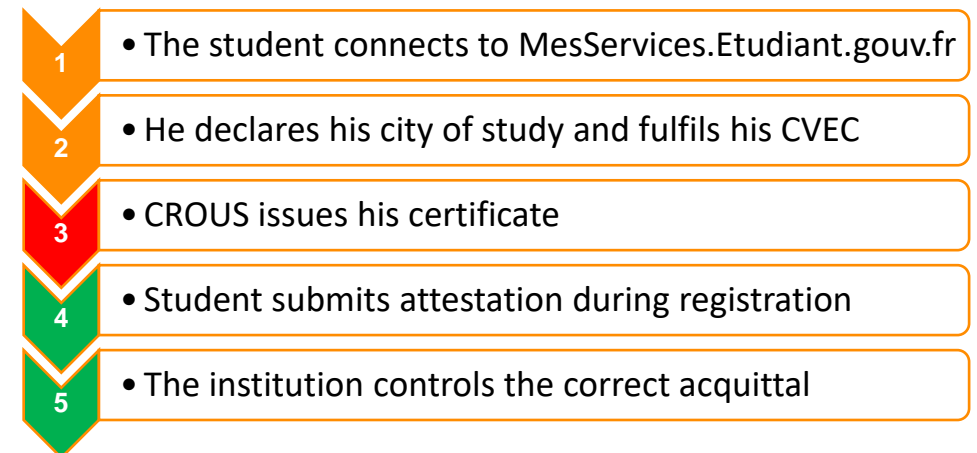 1
• The student connects to MesServices.Etudiant.gouv.fr
2
• He declares his city of study and fulfils his CVEC
3
• CROUS issues his certificate
4
• Student submits attestation during registration
5
• The institution controls the correct acquittal